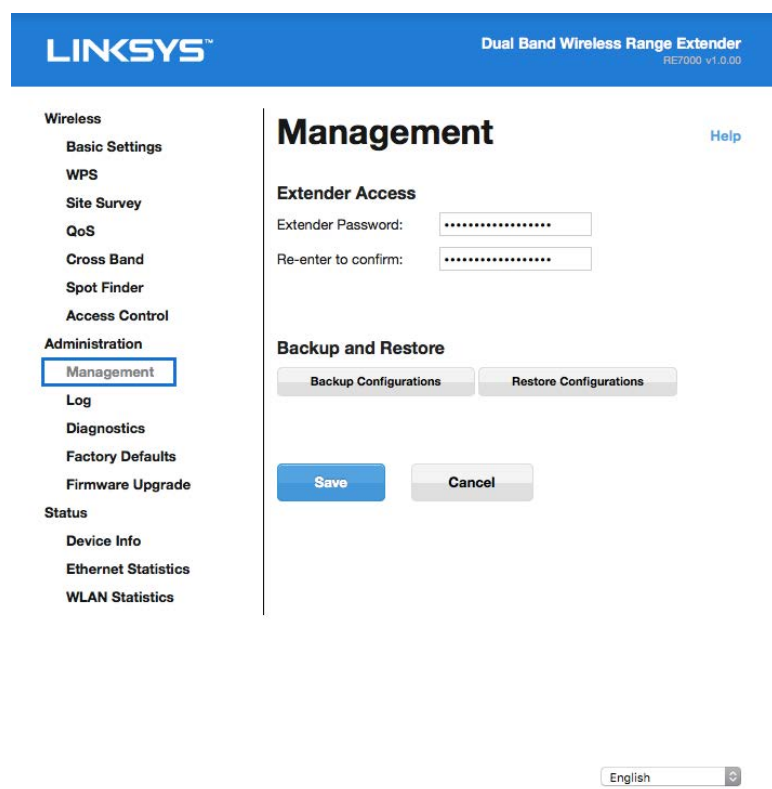 LINKSYS™
Dual Band Wireless Range Extender
RE7000 v1.0.00
Wireless
Basic Settings
WPS
Site Survey
QoS
Cross Band
Spot Finder
Access Control
Administration
Management
Log
Diagnostics
Factory Defaults
Firmware Upgrade
Status
Device Info
Ethernet Statistics
WLAN Statistics
Management
Help
Extender Access
Extender Password: ••••••••••••••••••
Re-enter to confirm: ••••••••••••••••••
Backup and Restore
Backup Configurations Restore Configurations
Save Cancel
English